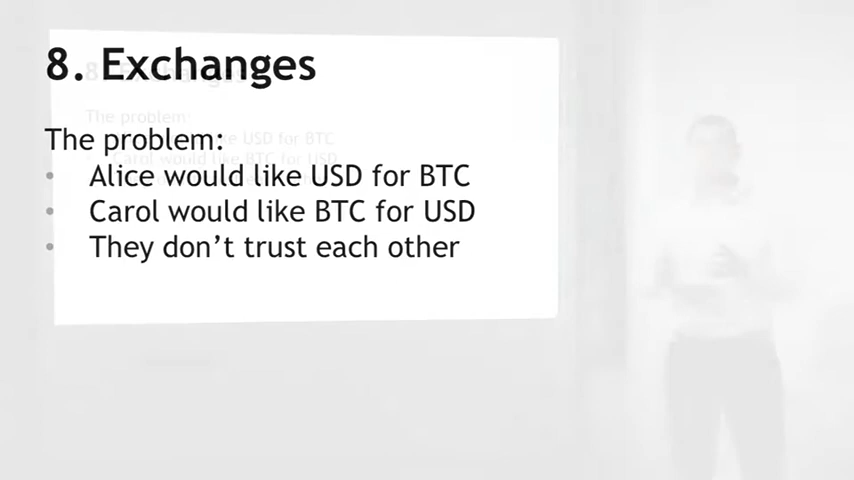 8. Exchanges
The problem:
• Alice would like USD for BTC
• Carol would like BTC for USD
• They don’t trust each other